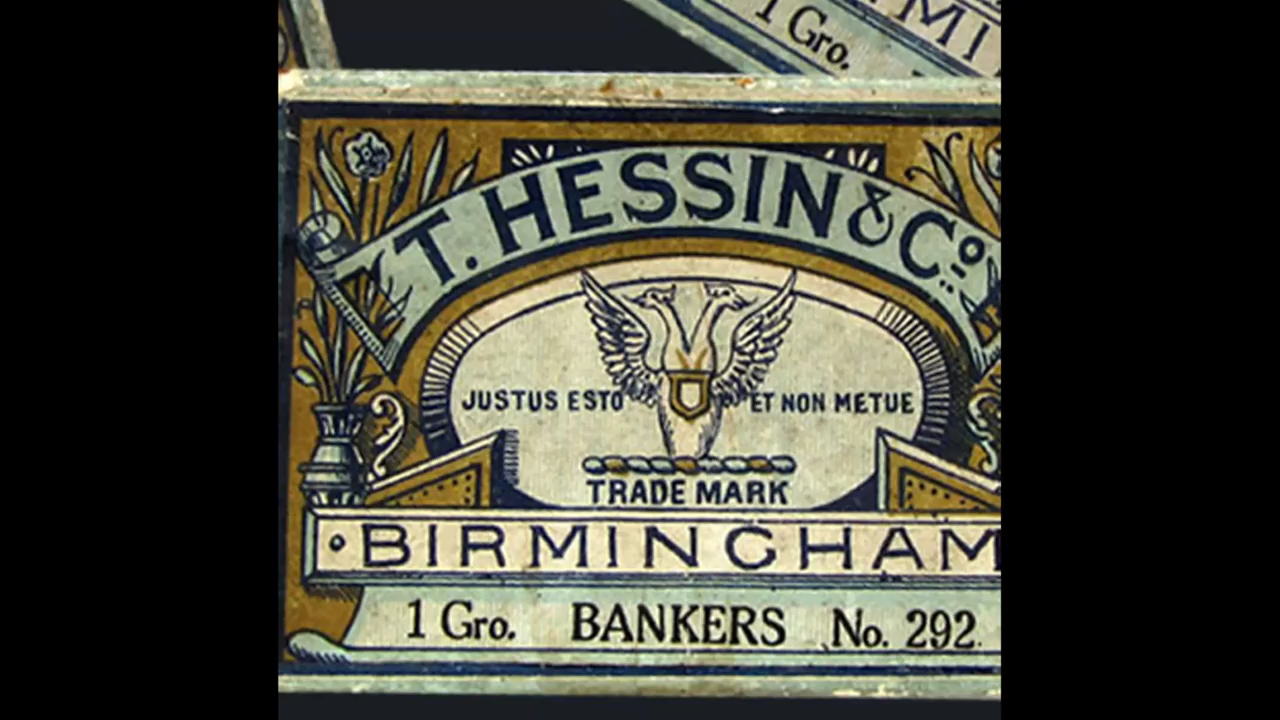 1 Gro.
T. HESSIN & Co.
JUSTUS ESTO ET NON METUE
TRADE MARK
BIRMINGHAM
1 Gro. BANKERS No. 292.